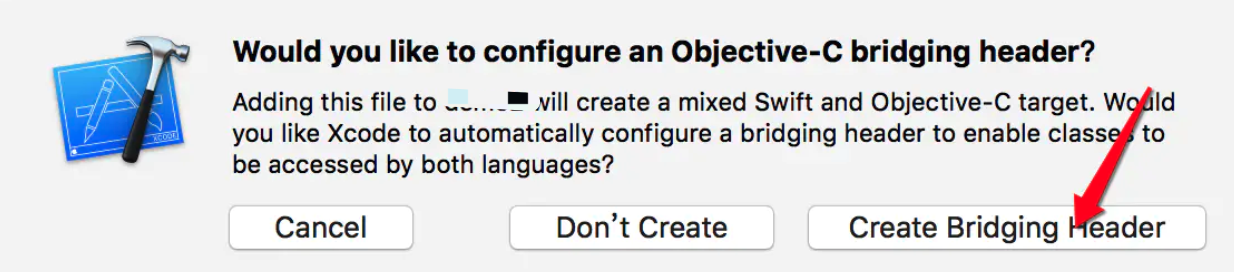 Would you like to configure an Objective-C bridging header?
Adding this file to will create a mixed Swift and Objective-C target. Would
you like Xcode to automatically configure a bridging header to enable classes to
be accessed by both languages?
XCODE
Cancel
Don't Create
Create Bridging Header